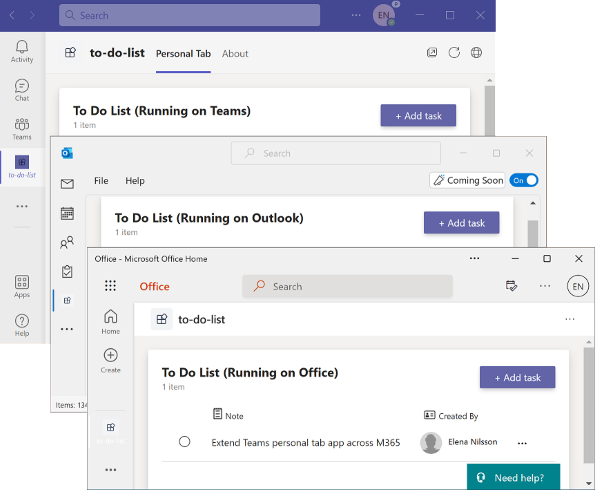 Search
EN
P
Activity
Chat
Teams
to-do-list
Apps
Help
to-do-list Personal Tab About
To Do List (Running on Teams)
1 item
+ Add task
Search
File Help
Coming Soon On
To Do List (Running on Outlook)
1 item
+ Add task
Items: 134
Office - Microsoft Office Home
Office
Search
EN
Home
Create
to-do-list
to-do-list
To Do List (Running on Office)
1 item
+ Add task
Note Created By
Extend Teams personal tab app across M365 Elena Nilsson
Need help?